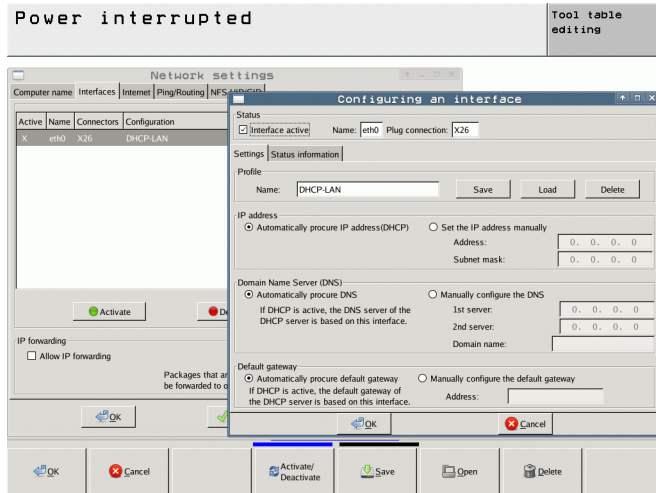 Power interrupted
Tool table
editing
Network settings
Computer name Interfaces Internet Ping/Routing
Active Name Connectors Configuration
X eth0 X26 DHCP-LAN
Activate
IP forwarding
Allow IP forwarding
Packages that
be forwarded to
OK
Configuring an interface
Status
Interface active Name: eth0 Plug connection: X26
Settings Status information
Profile
Name: DHCP-LAN Save Load Delete
IP address
Automatically procure IP address(DHCP) Set the IP address manually
Address: 0. 0. 0. 0
Subnet mask: 0. 0. 0. 0
Domain Name Server (DNS)
Automatically procure DNS Manually configure the DNS
If DHCP is active, the DNS server of the 1st server: 0. 0. 0. 0
DHCP server is based on this interface. 2nd server: 0. 0. 0. 0
Domain name:
Default gateway
Automatically procure default gateway Manually configure the default gateway
If DHCP is active, the default gateway of
the DHCP server is based on this interface. Address:
OK Cancel
OK Cancel Activate/
Deactivate Save Open Delete